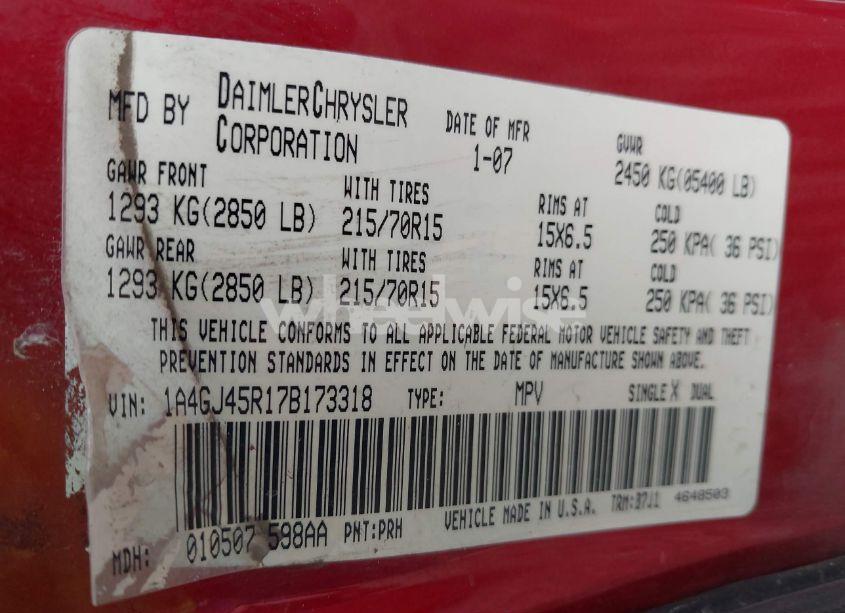 MFD BY DAIMLERCHRYSLER CORPORATION
DATE OF MFR 1-07
GVWR 2450 KG(05400 LB)
GAWR FRONT WITH TIRES RIMS AT COLD
1293 KG(2850 LB) 215/70R15 15X6.5 250 KPA( 36 PSI)
GAWR REAR WITH TIRES RIMS AT COLD
1293 KG(2850 LB) 215/70R15 15X6.5 250 KPA( 36 PSI)
wheelwise
THIS VEHICLE CONFORMS TO ALL APPLICABLE FEDERAL MOTOR VEHICLE SAFETY AND THEFT
PREVENTION STANDARDS IN EFFECT ON THE DATE OF MANUFACTURE SHOWN ABOVE.
VIN: 1A4GJ45R17B173318 TYPE: MPV SINGLE X DUAL
MDH: 010507 598AA PNT:PRH VEHICLE MADE IN U.S.A. TRM:B7J1 4648503